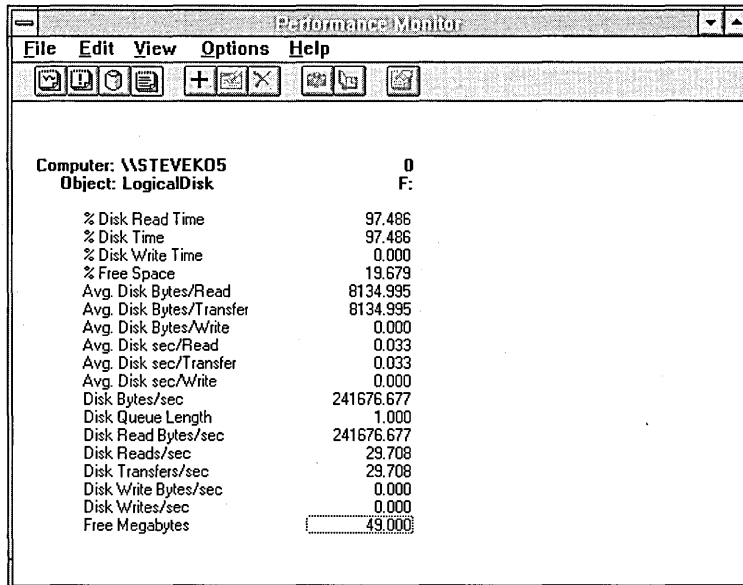 Performance Monitor
File Edit View Options Help
Computer: \\STEVEKO5 0
Object: LogicalDisk F:
% Disk Read Time 97.486
% Disk Time 97.486
% Disk Write Time 0.000
% Free Space 19.679
Avg. Disk Bytes/Read 8134.995
Avg. Disk Bytes/Transfer 8134.995
Avg. Disk Bytes/Write 0.000
Avg. Disk sec/Read 0.033
Avg. Disk sec/Transfer 0.033
Avg. Disk sec/Write 0.000
Disk Bytes/sec 241676.677
Disk Queue Length 1.000
Disk Read Bytes/sec 241676.677
Disk Reads/sec 29.708
Disk Transfers/sec 29.708
Disk Write Bytes/sec 0.000
Disk Writes/sec 0.000
Free Megabytes 49.000